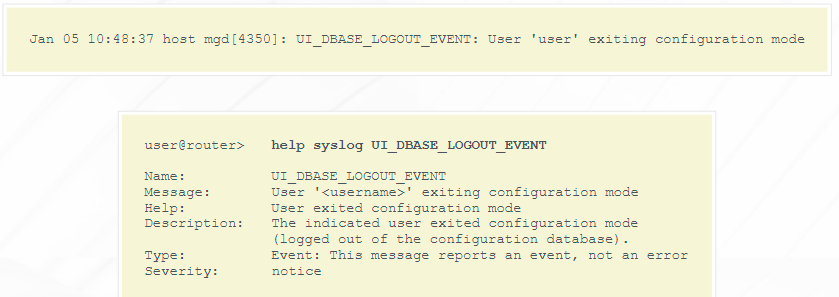 Jan 05 10:48:37 host mgd[4350]: UI_DBASE_LOGOUT_EVENT: User 'user' exiting configuration mode
user@router> help syslog UI_DBASE_LOGOUT_EVENT
Name: UI_DBASE_LOGOUT_EVENT
Message: User '<username>' exiting configuration mode
Help: User exited configuration mode
Description: The indicated user exited configuration mode
(logged out of the configuration database).
Type: Event: This message reports an event, not an error
Severity: notice